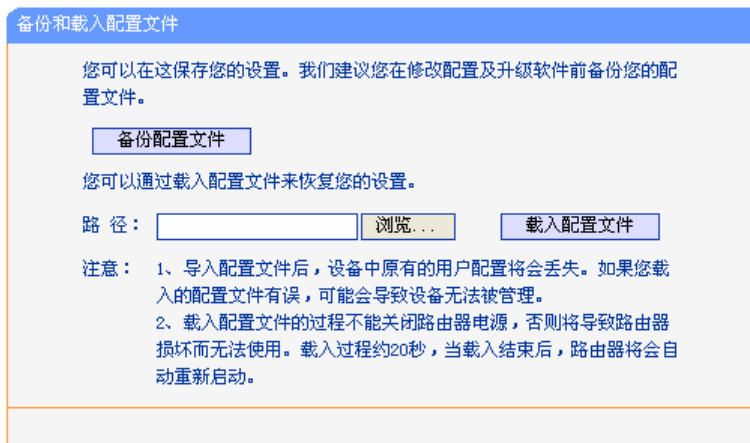 备份和载入配置文件
您可以在这保存您的设置。我们建议您在修改配置及升级软件前备份您的配
置文件。
备份配置文件
您可以通过载入配置文件来恢复您的设置。
路 径： 浏览... 载入配置文件
注意： 1、导入配置文件后，设备中原有的用户配置将会丢失。如果您载
入的配置文件有误，可能会导致设备无法被管理。
2、载入配置文件的过程不能关闭路由器电源，否则将导致路由器
损坏而无法使用。载入过程约20秒，当载入结束后，路由器将会自
动重新启动。